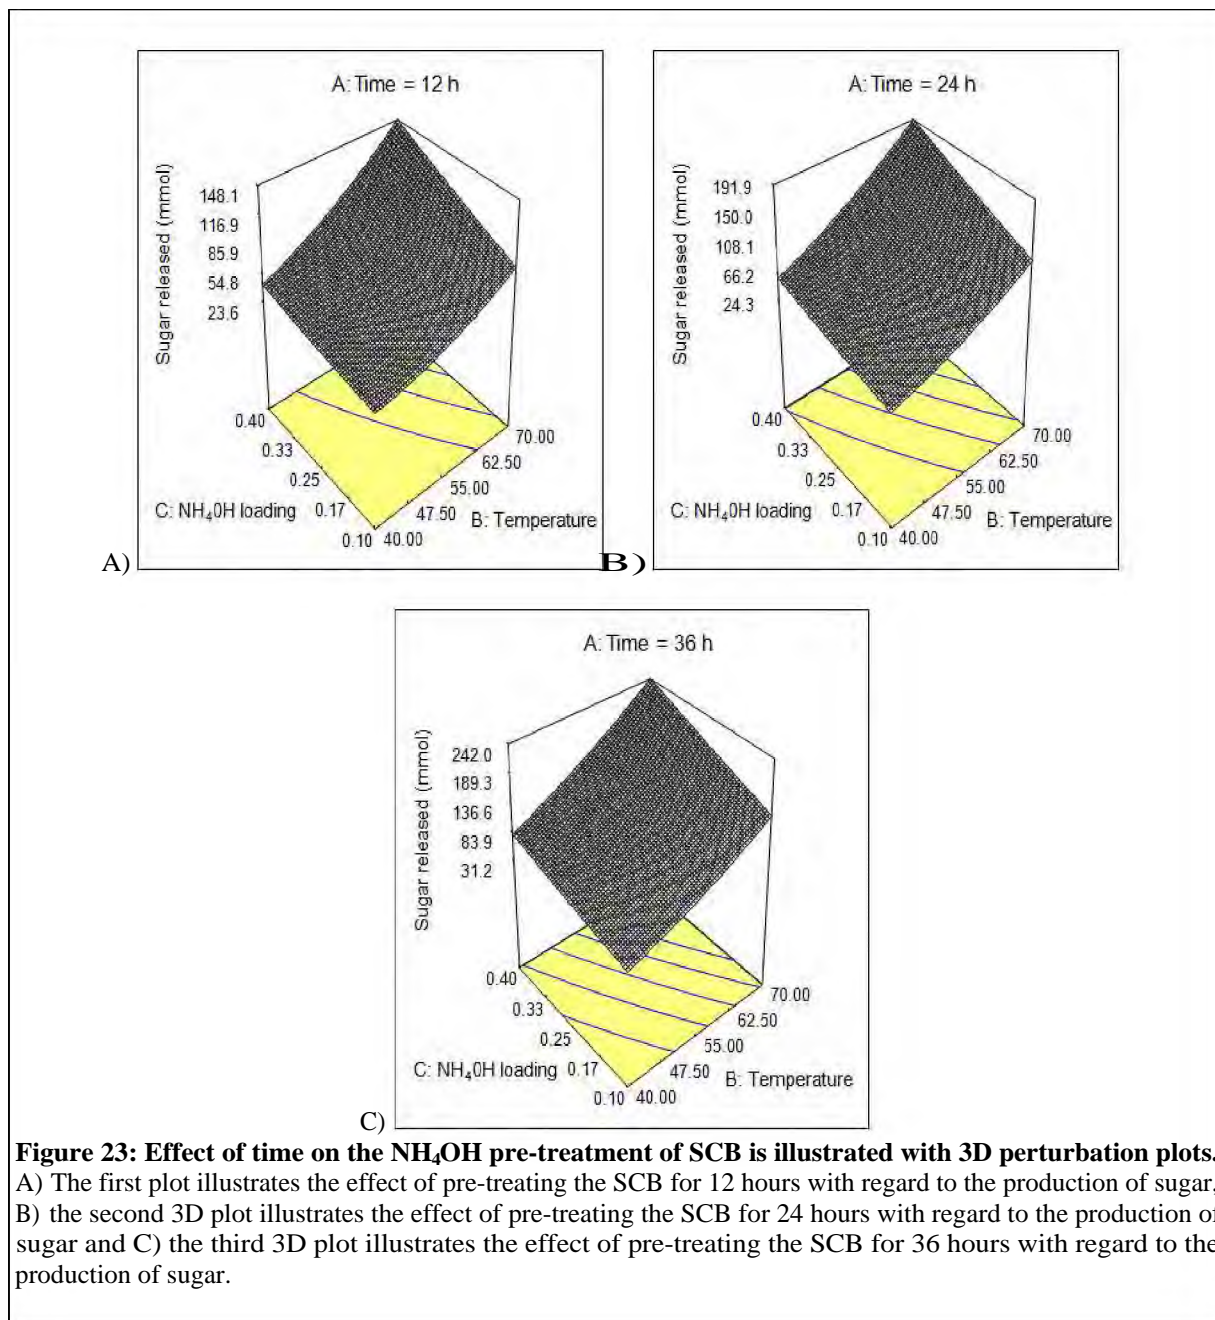 A: Time = 12 h
Sugar released (mmol)
148.1
116.9
85.9
54.8
23.6
0.40
0.33
0.25
0.17
0.10
C: NH₄0H loading
70.00
62.50
55.00
47.50
40.00
B: Temperature
A)
A: Time = 24 h
Sugar released (mmol)
191.9
150.0
108.1
66.2
24.3
0.40
0.33
0.25
0.17
0.10
C: NH₄0H loading
70.00
62.50
55.00
47.50
40.00
B: Temperature
B)
A: Time = 36 h
Sugar released (mmol)
242.0
189.3
136.6
83.9
31.2
0.40
0.33
0.25
0.17
0.10
C: NH₄0H loading
70.00
62.50
55.00
47.50
40.00
B: Temperature
C)
Figure 23: Effect of time on the NH₄OH pre-treatment of SCB is illustrated with 3D perturbation plots.
A) The first plot illustrates the effect of pre-treating the SCB for 12 hours with regard to the production of sugar,
B) the second 3D plot illustrates the effect of pre-treating the SCB for 24 hours with regard to the production of
sugar and C) the third 3D plot illustrates the effect of pre-treating the SCB for 36 hours with regard to the
production of sugar.